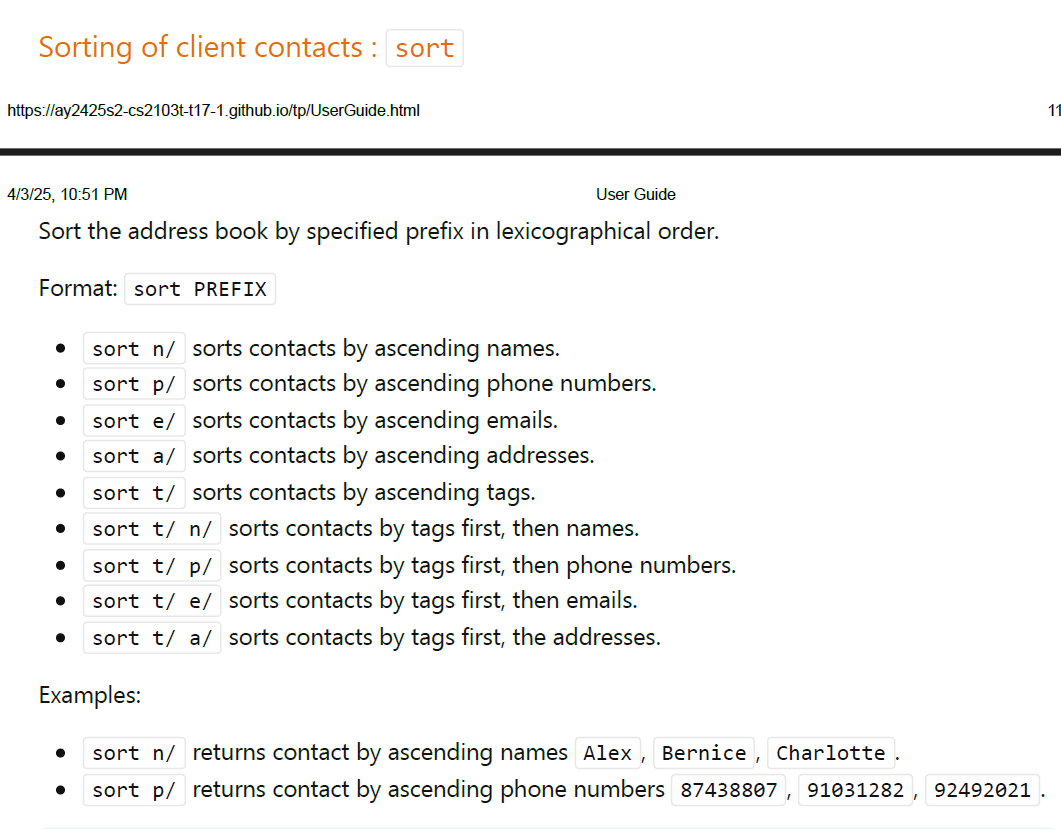 Sorting of client contacts : sort
https://ay2425s2-cs2103t-t17-1.github.io/tp/UserGuide.html 11
4/3/25, 10:51 PM User Guide
Sort the address book by specified prefix in lexicographical order.
Format: sort PREFIX
• sort n/ sorts contacts by ascending names.
• sort p/ sorts contacts by ascending phone numbers.
• sort e/ sorts contacts by ascending emails.
• sort a/ sorts contacts by ascending addresses.
• sort t/ sorts contacts by ascending tags.
• sort t/ n/ sorts contacts by tags first, then names.
• sort t/ p/ sorts contacts by tags first, then phone numbers.
• sort t/ e/ sorts contacts by tags first, then emails.
• sort t/ a/ sorts contacts by tags first, the addresses.
Examples:
• sort n/ returns contact by ascending names Alex, Bernice, Charlotte.
• sort p/ returns contact by ascending phone numbers 87438807, 91031282, 92492021.